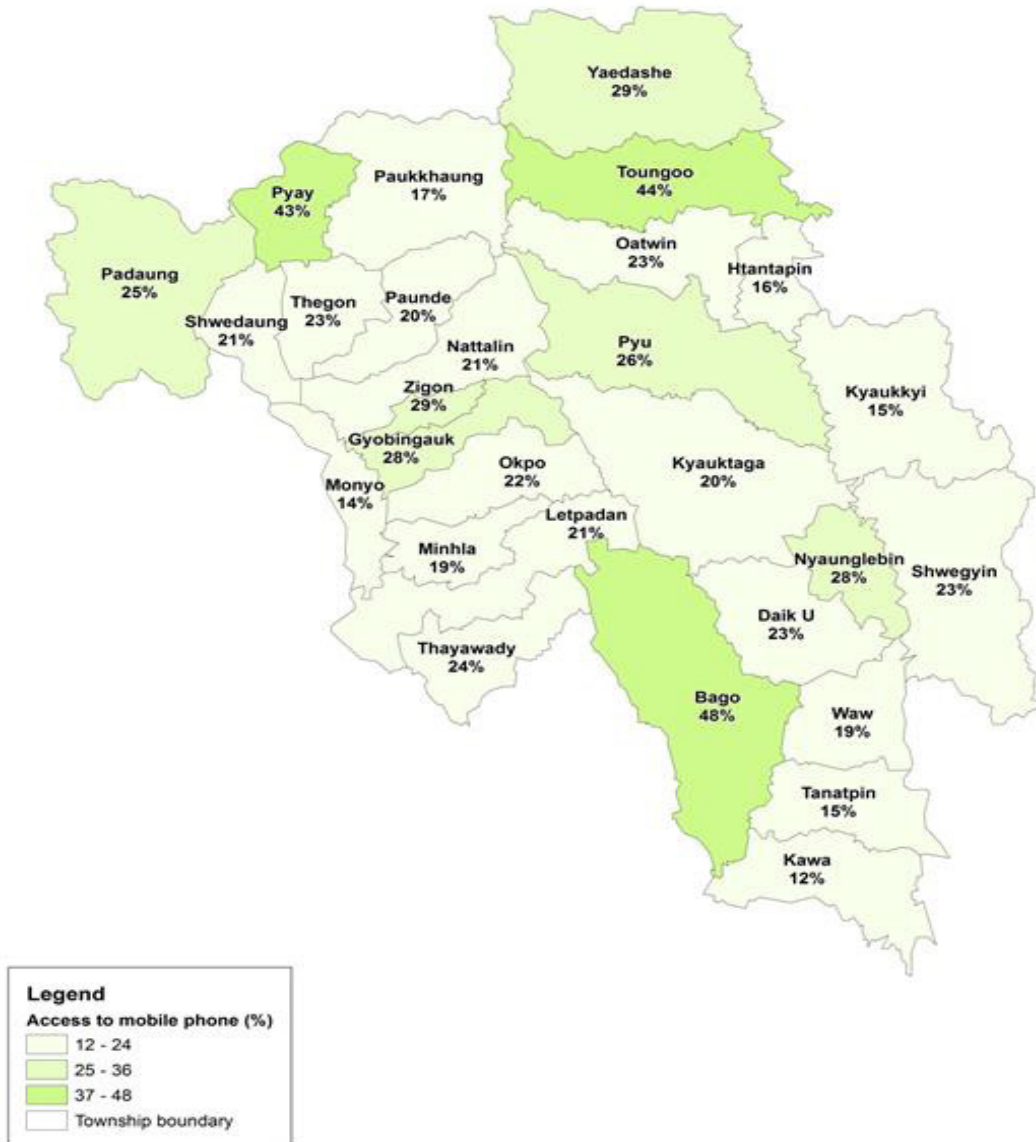 Yaedashe
29%
Toungoo
44%
Paukkhaung
17%
Pyay
43%
Oatwin
23%
Htantapin
16%
Padaung
25%
Thegon
23%
Paunde
20%
Shwedaung
21%
Pyu
26%
Nattalin
21%
Kyaukkyi
15%
Zigon
29%
Gyobingauk
28%
Okpo
22%
Kyauktaga
20%
Monyo
14%
Letpadan
21%
Minhla
19%
Nyaunglebin
28%
Shwegyin
23%
Daik U
23%
Thayawady
24%
Bago
48%
Waw
19%
Tanatpin
15%
Kawa
12%
Legend
Access to mobile phone (%)
12 - 24
25 - 36
37 - 48
Township boundary